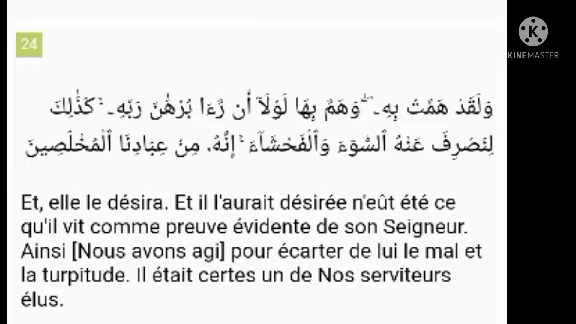 24
KINEMASTER
وَلَقَدْ هَمَّتْ بِهِۦ ۖ وَهَمَّ بِهَا لَوْلَآ أَن رَّءَا بُرْهَٰنَ رَبِّهِۦ ۚ كَذَٰلِكَ
لِنَصْرِفَ عَنْهُ ٱلسُّوٓءَ وَٱلْفَحْشَآءَ ۚ إِنَّهُۥ مِنْ عِبَادِنَا ٱلْمُخْلَصِينَ
Et, elle le désira. Et il l'aurait désirée n'eût été ce
qu'il vit comme preuve évidente de son Seigneur.
Ainsi [Nous avons agi] pour écarter de lui le mal et
la turpitude. Il était certes un de Nos serviteurs
élus.